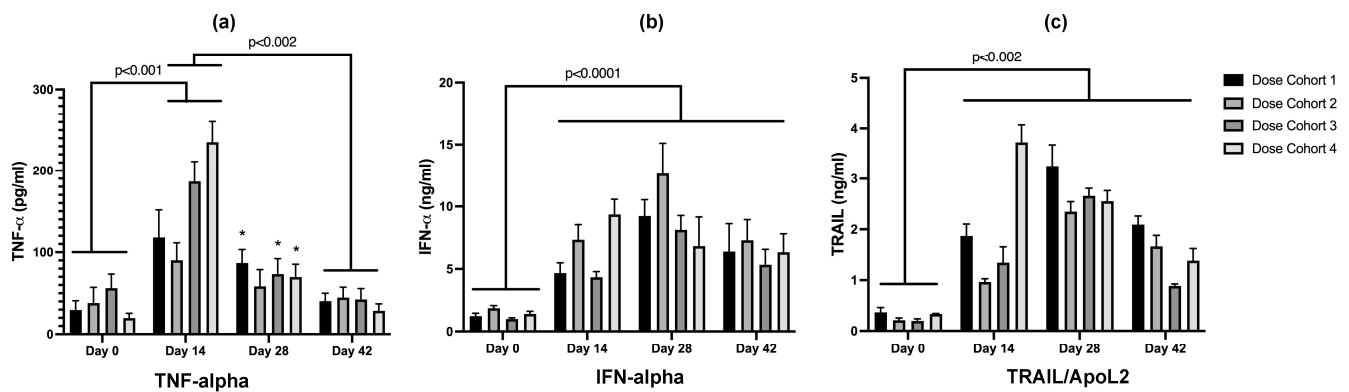 (a)
p<0.002
p<0.001
300
200
100
0
TNF-α (pg/ml)
*
*
*
Day 0
Day 14
Day 28
Day 42
TNF-alpha
(b)
p<0.0001
20
15
10
5
0
IFN-α (ng/ml)
Day 0
Day 14
Day 28
Day 42
IFN-alpha
(c)
p<0.002
5
4
3
2
1
0
TRAIL (ng/ml)
Day 0
Day 14
Day 28
Day 42
TRAIL/ApoL2
Dose Cohort 1
Dose Cohort 2
Dose Cohort 3
Dose Cohort 4